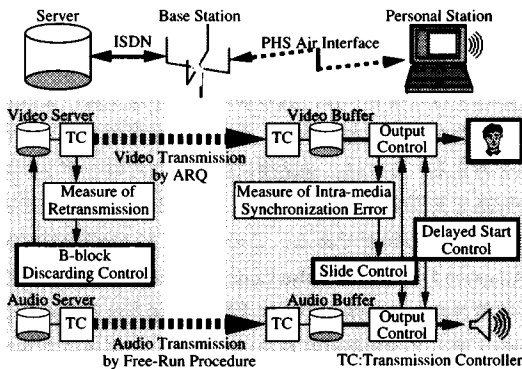 Server
Base Station
Personal Station
ISDN
PHS Air Interface
Video Server
Video Buffer
TC
TC
Output
Control
Video Transmission
by ARQ
Measure of
Retransmission
Measure of Intra-media
Synchronization Error
Delayed Start
Control
B-block
Discarding Control
Slide Control
Audio Server
Audio Buffer
TC
TC
Output
Control
Audio Transmission
by Free-Run Procedure
TC:Transmission Controller